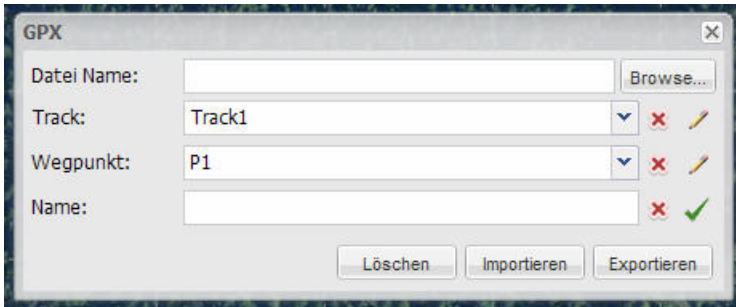 GPX
Datei Name: Browse...
Track: Track1
Wegpunkt: P1
Name:
Löschen Importieren Exportieren